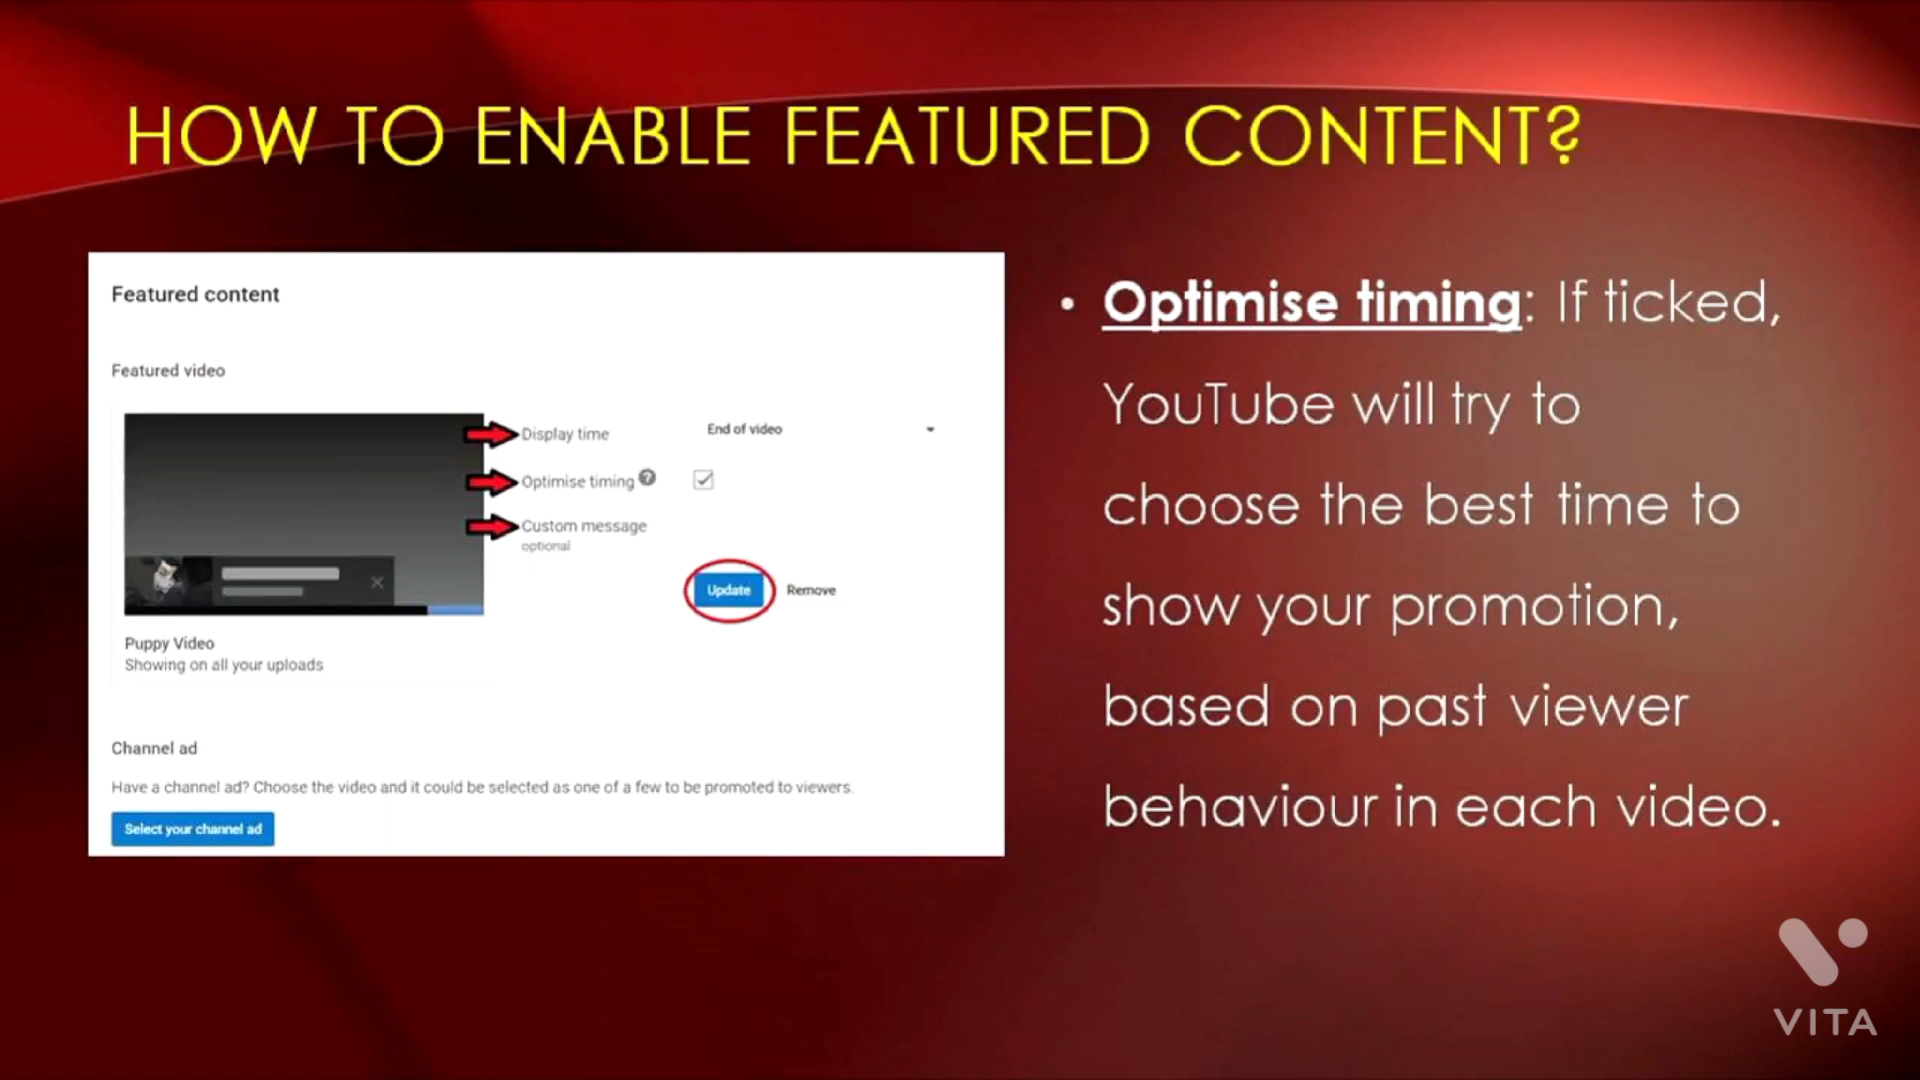 HOW TO ENABLE FEATURED CONTENT?
Featured content
Featured video
Display time
End of video
Optimise timing ?
Custom message
optional
Update
Remove
Puppy Video
Showing on all your uploads
Channel ad
Have a channel ad? Choose the video and it could be selected as one of a few to be promoted to viewers.
Select your channel ad
• Optimise timing: If ticked,
YouTube will try to
choose the best time to
show your promotion,
based on past viewer
behaviour in each video.
VITA